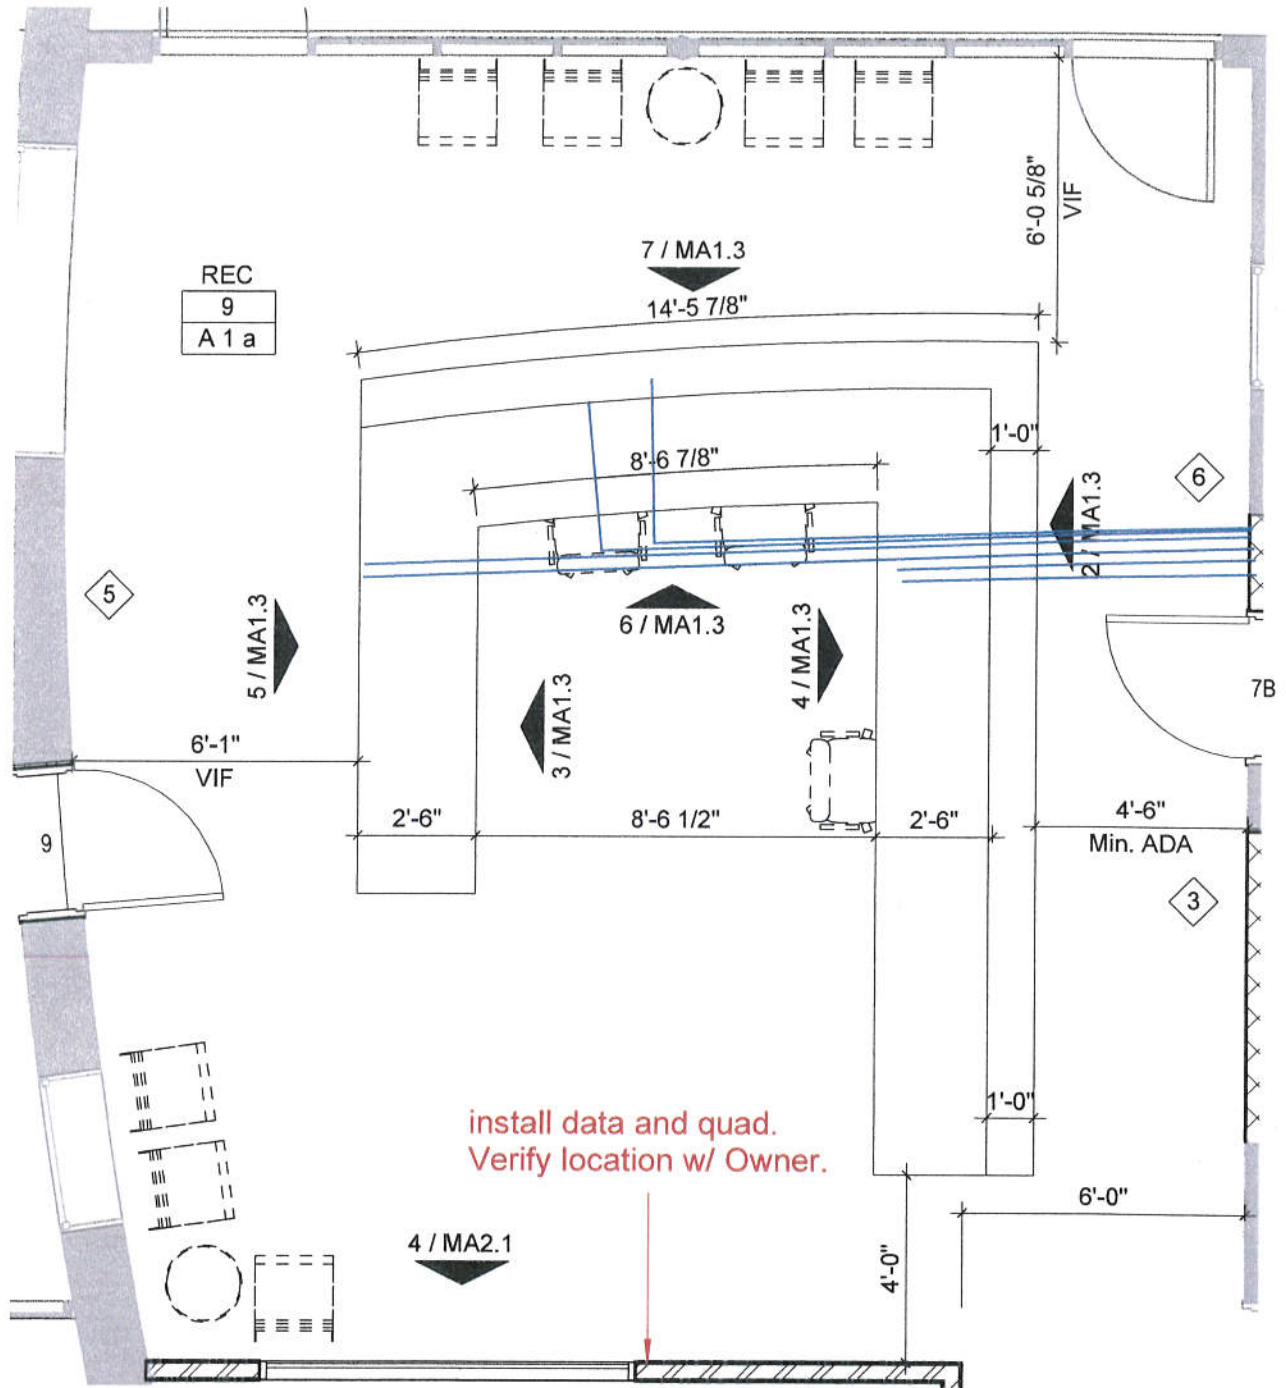 6'-0 5/8"
VIF
7 / MA1.3
14'-5 7/8"
REC
9
A 1 a
1'-0"
8'-6 7/8"
6
2 / MA1.3
5
5 / MA1.3
6 / MA1.3
4 / MA1.3
3 / MA1.3
7B
6'-1"
VIF
2'-6"
8'-6 1/2"
2'-6"
4'-6"
Min. ADA
9
3
1'-0"
install data and quad.
Verify location w/ Owner.
6'-0"
4 / MA2.1
4'-0"